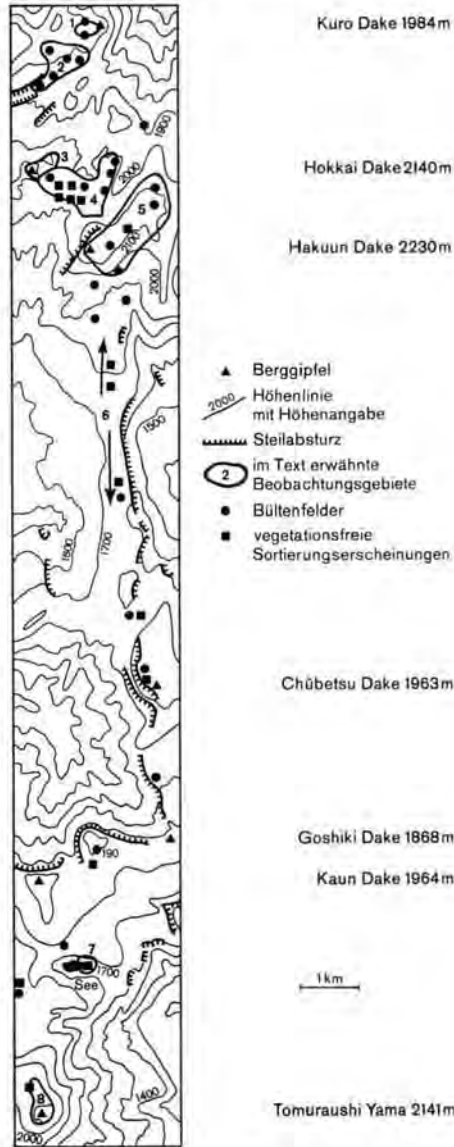 Kuro Dake 1984m
1
2
1900
Hokkai Dake 2140m
3
2000
4
5
Hakuun Dake 2230m
2100
2000
Berggipfel
2000
Höhenlinie
mit Höhenangabe
6
1500
Steilabsturz
2
im Text erwähnte
Beobachtungsgebiete
Bültenfelder
vegetationsfreie
Sortierungserscheinungen
1600
1700
Chûbetsu Dake 1963m
Goshiki Dake 1868m
190
Kaun Dake 1964m
7
1700
See
1km
1400
8
2000
Tomuraushi Yama 2141m